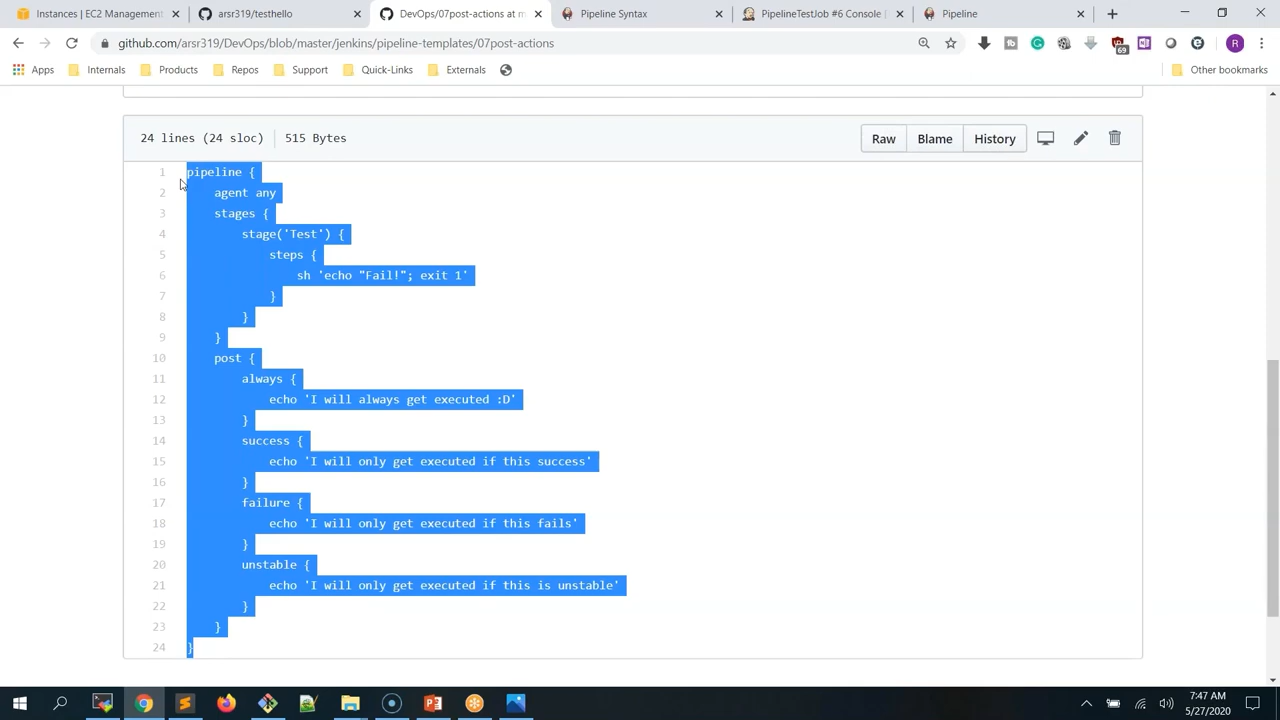 Instances | EC2 Management
arsr319/testhello
DevOps/07post-actions at m
Pipeline Syntax
PipelineTestJob #6 Console [
Pipeline
github.com/arsr319/DevOps/blob/master/jenkins/pipeline-templates/07post-actions
69
R
Apps
Internals
Products
Repos
Support
Quick-Links
Externals
Other bookmarks
24 lines (24 sloc)
515 Bytes
Raw
Blame
History
1 pipeline {
2 agent any
3 stages {
4 stage('Test') {
5 steps {
6 sh 'echo "Fail!"; exit 1'
7 }
8 }
9 }
10 post {
11 always {
12 echo 'I will always get executed :D'
13 }
14 success {
15 echo 'I will only get executed if this success'
16 }
17 failure {
18 echo 'I will only get executed if this fails'
19 }
20 unstable {
21 echo 'I will only get executed if this is unstable'
22 }
23 }
24 }
7:47 AM
5/27/2020